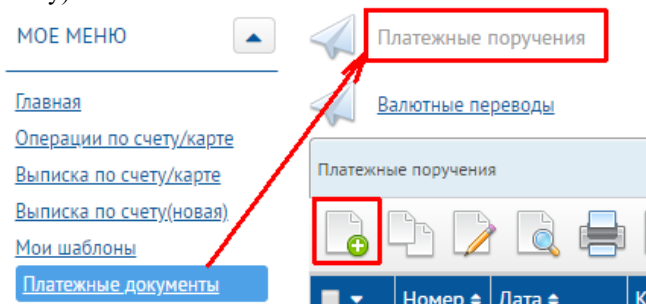 МОЕ МЕНЮ
Главная
Операции по счету/карте
Выписка по счету/карте
Выписка по счету(новая)
Мои шаблоны
Платежные документы
Платежные поручения
Валютные переводы
Платежные поручения
Номер Дата